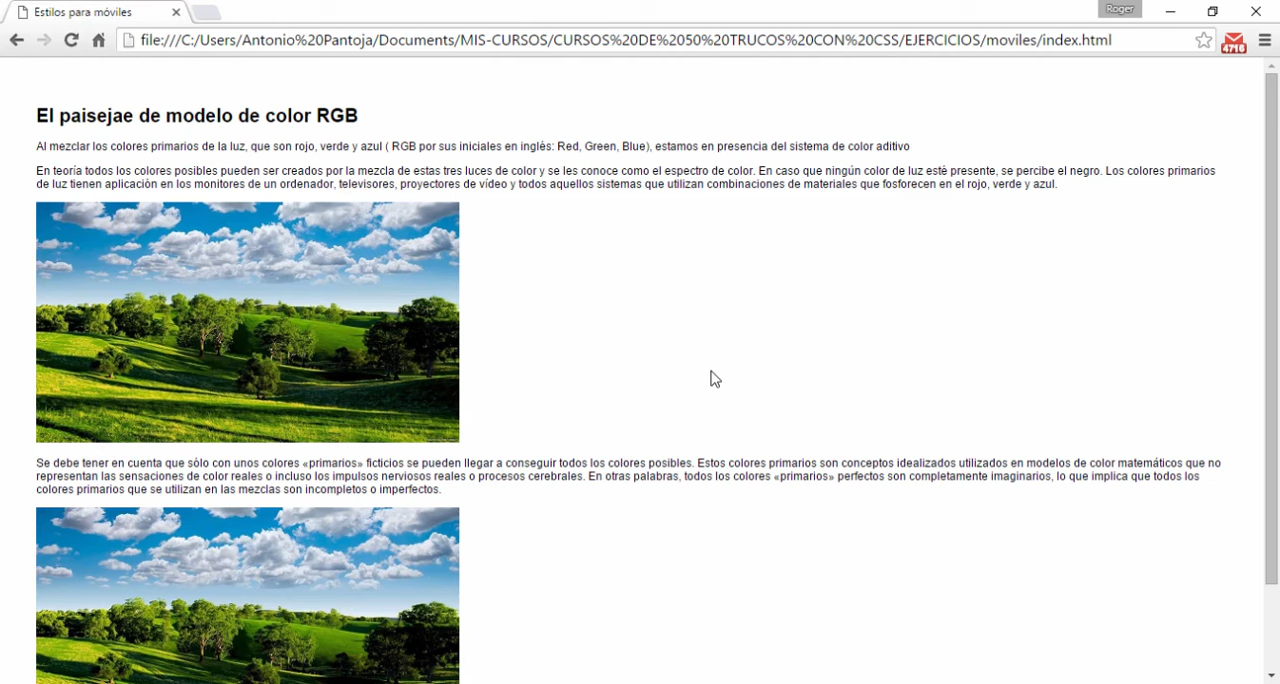 Estilos para móviles
Roger
file:///C:/Users/Antonio%20Pantoja/Documents/MIS-CURSOS/CURSOS%20DE%2050%20TRUCOS%20CON%20CSS/EJERCICIOS/moviles/index.html
4716
El paisejae de modelo de color RGB
Al mezclar los colores primarios de la luz, que son rojo, verde y azul ( RGB por sus iniciales en inglés: Red, Green, Blue), estamos en presencia del sistema de color aditivo
En teoría todos los colores posibles pueden ser creados por la mezcla de estas tres luces de color y se les conoce como el espectro de color. En caso que ningún color de luz esté presente, se percibe el negro. Los colores primarios
de luz tienen aplicación en los monitores de un ordenador, televisores, proyectores de vídeo y todos aquellos sistemas que utilizan combinaciones de materiales que fosforecen en el rojo, verde y azul.
Se debe tener en cuenta que sólo con unos colores «primarios» ficticios se pueden llegar a conseguir todos los colores posibles. Estos colores primarios son conceptos idealizados utilizados en modelos de color matemáticos que no
representan las sensaciones de color reales o incluso los impulsos nerviosos reales o procesos cerebrales. En otras palabras, todos los colores «primarios» perfectos son completamente imaginarios, lo que implica que todos los
colores primarios que se utilizan en las mezclas son incompletos o imperfectos.